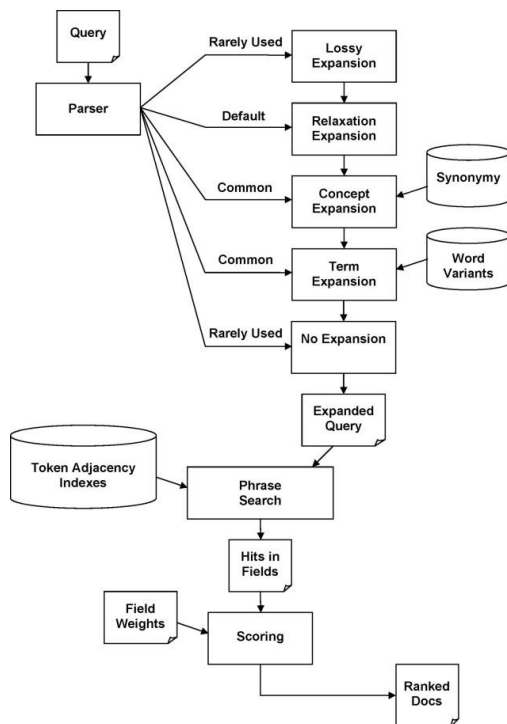 Query
Rarely Used
Lossy
Expansion
Parser
Default
Relaxation
Expansion
Common
Concept
Expansion
Synonymy
Common
Term
Expansion
Word
Variants
Rarely Used
No Expansion
Expanded
Query
Token Adjacency
Indexes
Phrase
Search
Hits in
Fields
Field
Weights
Scoring
Ranked
Docs